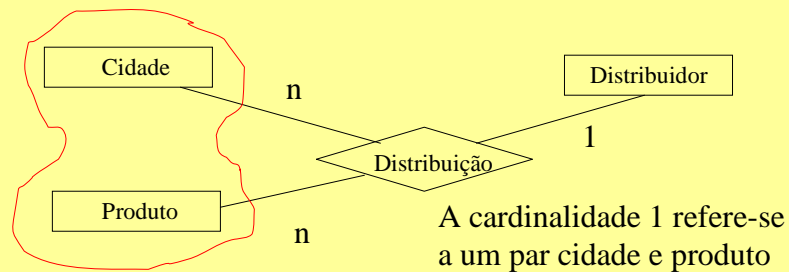 Cidade
Distribuidor
n
1
Distribuição
Produto
n
A cardinalidade 1 refere-se
a um par cidade e produto